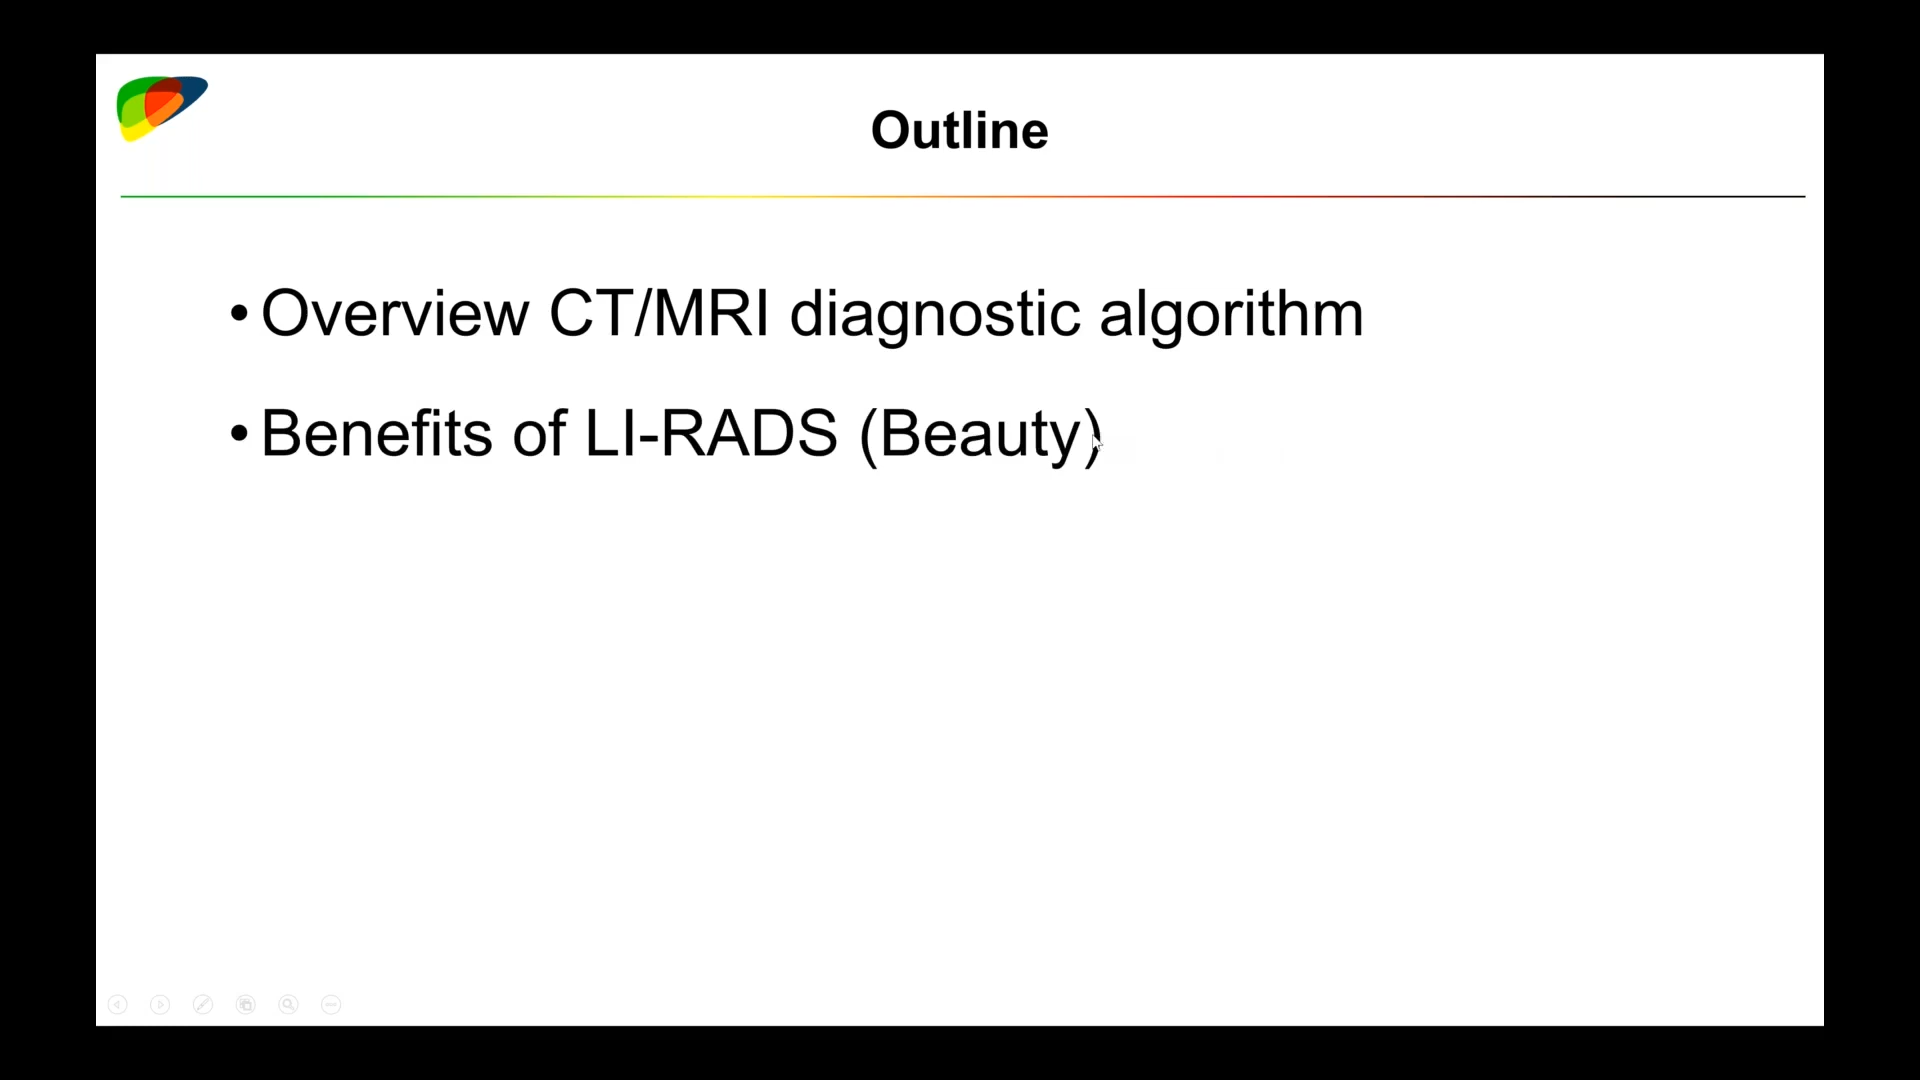 Outline
• Overview CT/MRI diagnostic algorithm
• Benefits of LI-RADS (Beauty)